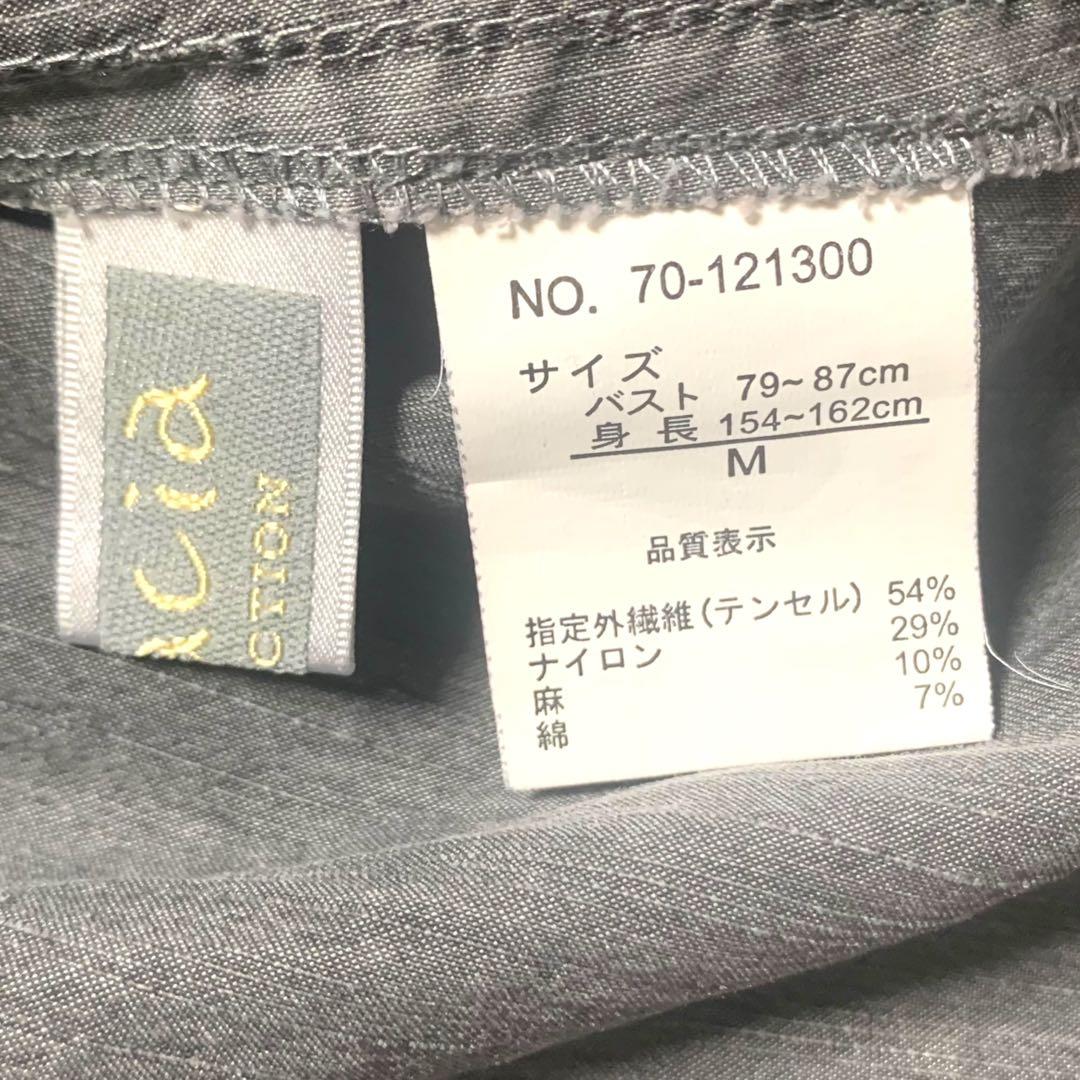 NO. 70-121300
サイズ
バスト 79~87cm
身長 154~162cm
M
品質表示
指定外繊維(テンセル) 54%
ナイロン 29%
麻 10%
綿 7%
cia
CTION